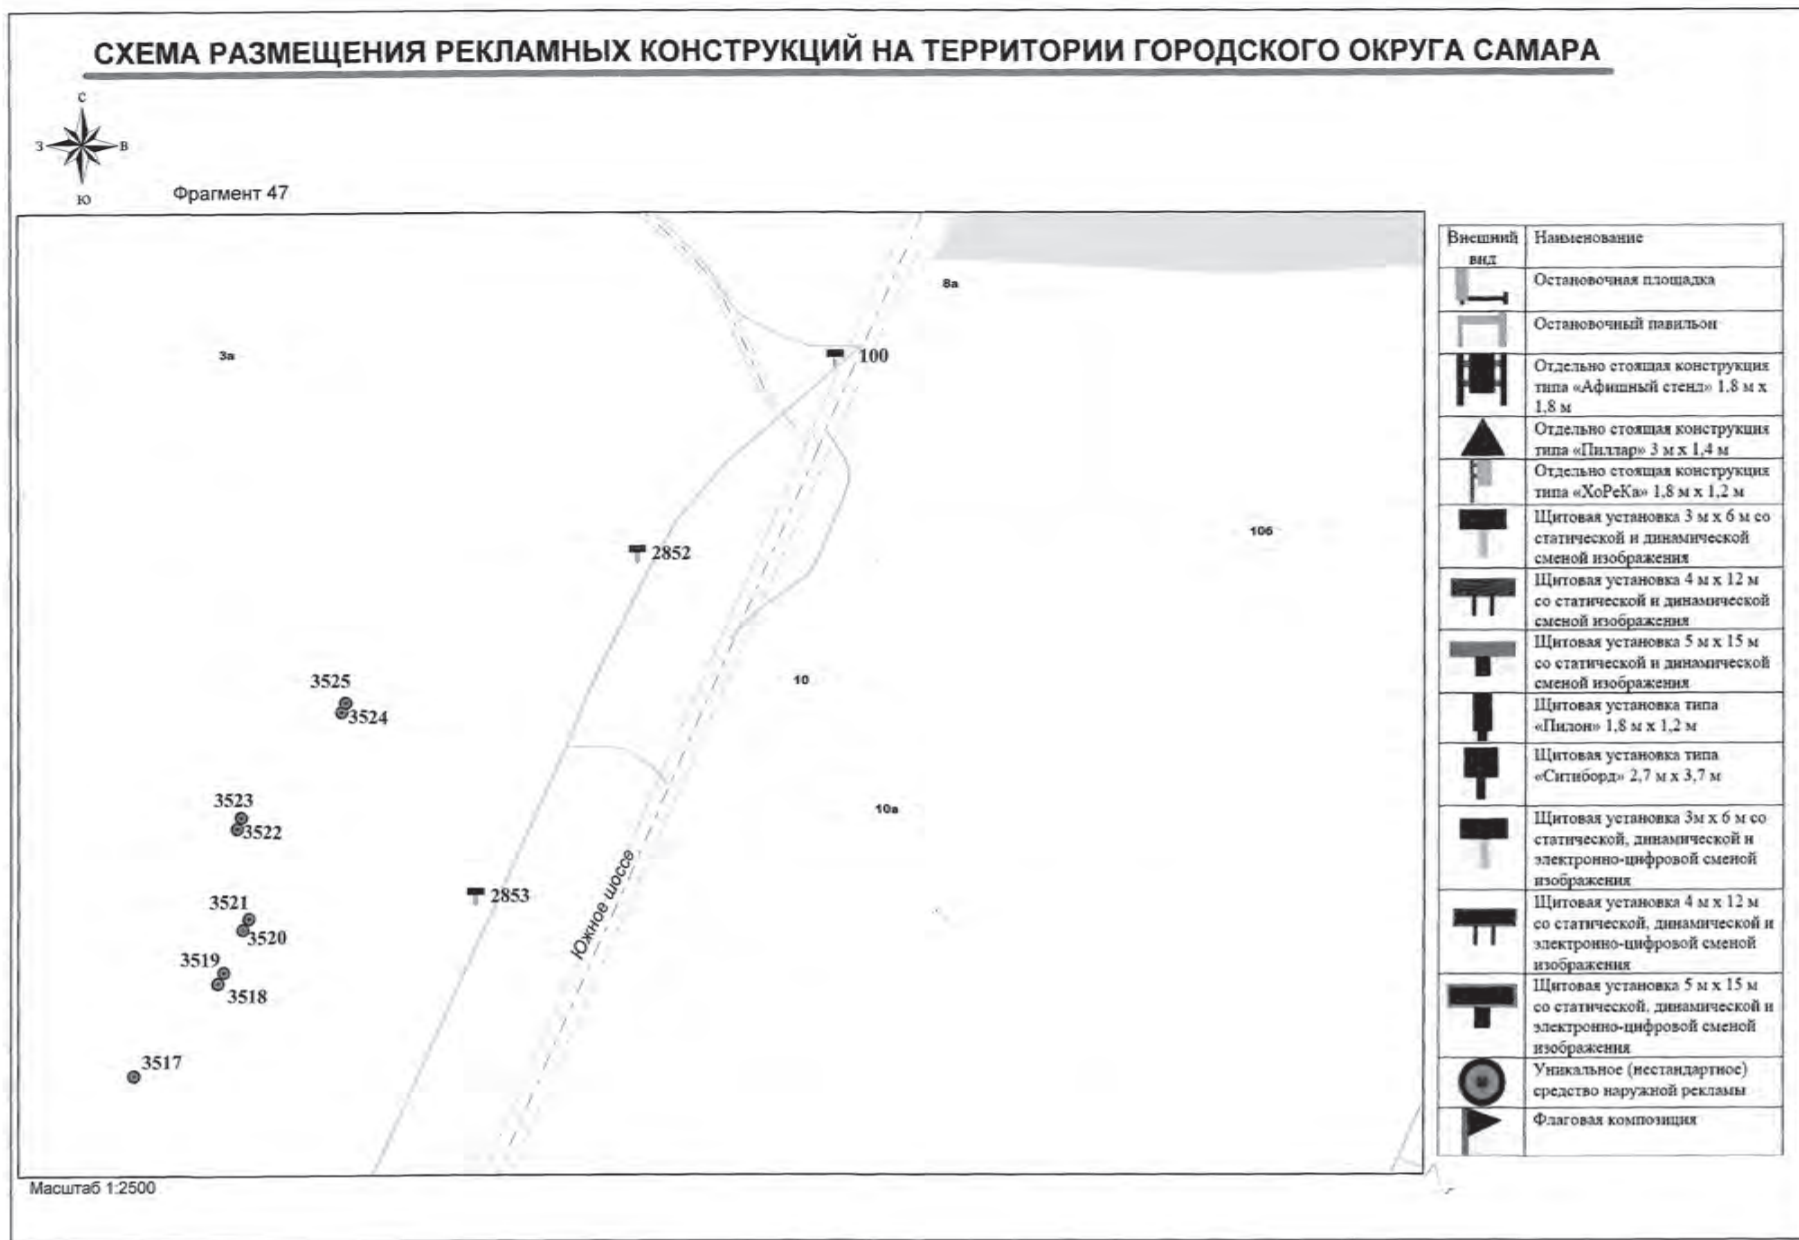 СХЕМА РАЗМЕЩЕНИЯ РЕКЛАМНЫХ КОНСТРУКЦИЙ НА ТЕРРИТОРИИ ГОРОДСКОГО ОКРУГА САМАРА
С
З
В
Ю
Фрагмент 47
8а
3а
100
2852
10б
3525
3524
10
3523
3522
10а
2853
Южное шоссе
3521
3520
3519
3518
3517
Масштаб 1:2500
Внешний вид
Наименование
Остановочная площадка
Остановочный павильон
Отдельно стоящая конструкция
типа «Афишный стенд» 1,8 м х
1,8 м
Отдельно стоящая конструкция
типа «Пиллар» 3 м х 1,4 м
Отдельно стоящая конструкция
типа «ХоРеКа» 1,8 м х 1,2 м
Щитовая установка 3 м х 6 м со
статической и динамической
сменой изображения
Щитовая установка 4 м х 12 м
со статической и динамической
сменой изображения
Щитовая установка 5 м х 15 м
со статической и динамической
сменой изображения
Щитовая установка типа
«Пилон» 1,8 м х 1,2 м
Щитовая установка типа
«Ситиборд» 2,7 м х 3,7 м
Щитовая установка 3м х 6 м со
статической, динамической и
электронно-цифровой сменой
изображения
Щитовая установка 4 м х 12 м
со статической, динамической и
электронно-цифровой сменой
изображения
Щитовая установка 5 м х 15 м
со статической, динамической и
электронно-цифровой сменой
изображения
Уникальное (нестандартное)
средство наружной рекламы
Флаговая композиция